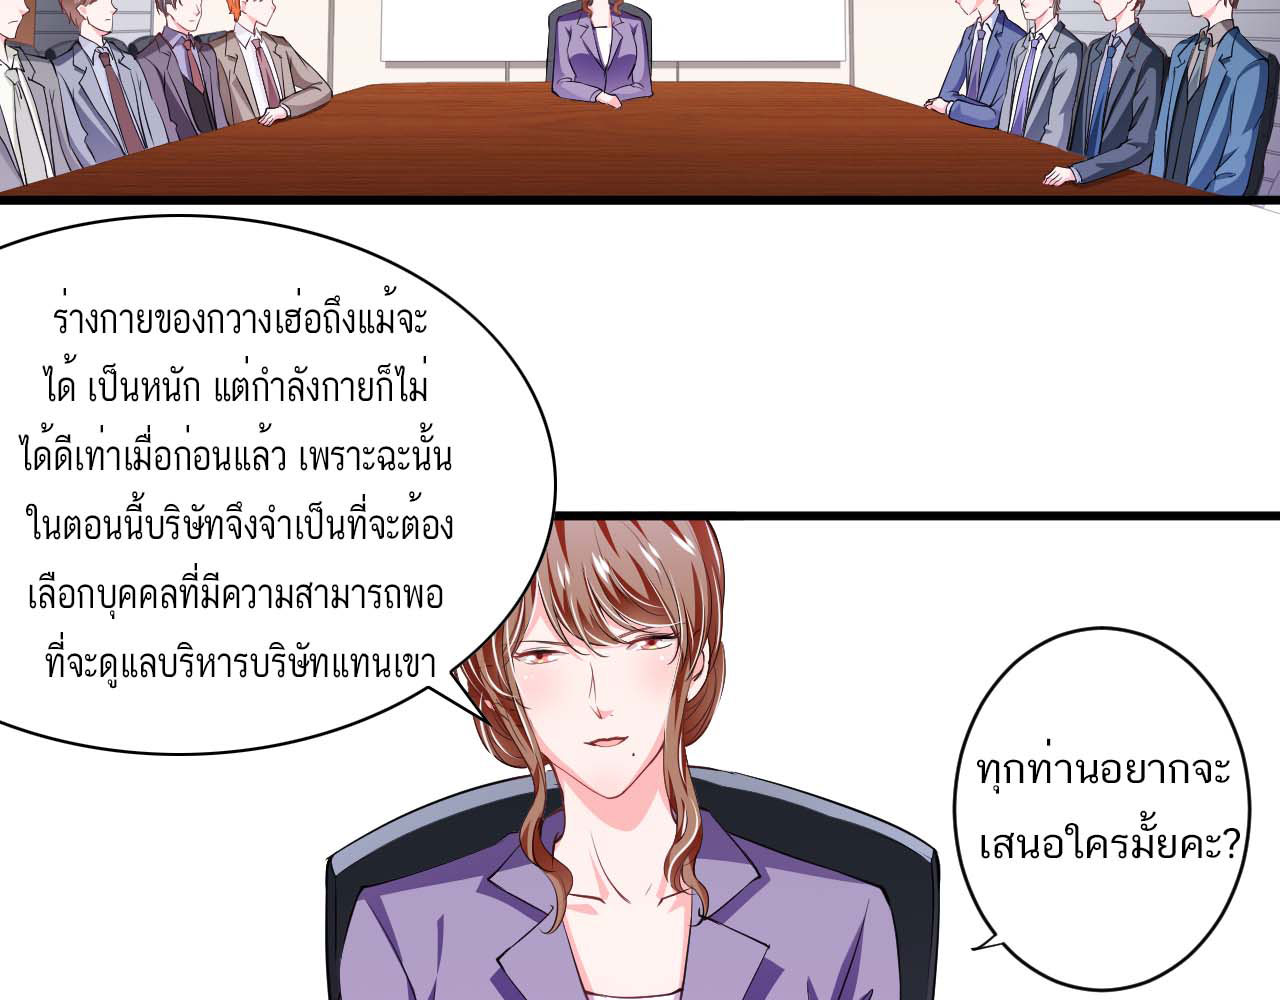 ร่างกายของกวางเฮ่อถึงแม้จะ
ได้ เป็นหนัก แต่กำลังกายก็ไม่
ได้ดีเท่าเมื่อก่อนแล้ว เพราะฉะนั้น
ในตอนนี้บริษัทจึงจำเป็นที่จะต้อง
เลือกบุคคลที่มีความสามารถพอ
ที่จะดูแลบริหารบริษัทแทนเขา
ทุกท่านอยากจะ
เสนอใครมั้ยคะ?